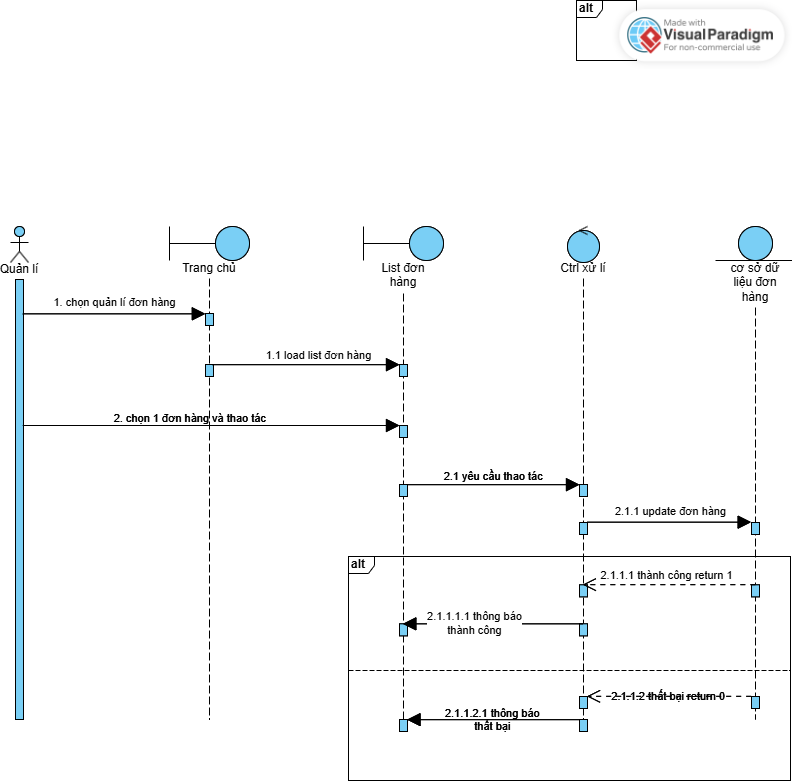 alt
Made with
Visual Paradigm
For non-commercial use
Quản lí
Trang chủ
List đơn
hàng
Ctrl xử lí
cơ sở dữ
liệu đơn
hàng
1. chọn quản lí đơn hàng
1.1 load list đơn hàng
2. chọn 1 đơn hàng và thao tác
2.1 yêu cầu thao tác
2.1.1 update đơn hàng
alt
2.1.1.1 thành công return 1
2.1.1.1.1 thông báo
thành công
2.1.1.2 thất bại return 0
2.1.1.2.1 thông báo
thất bại